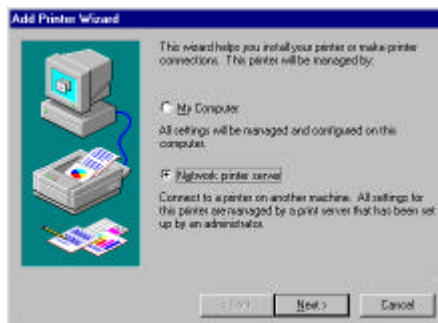 Add Printer Wizard
This wizard helps you install your printer or make printer
connections. This printer will be managed by:
My Computer
All settings will be managed and configured on this
computer.
Network printer server
Connect to a printer on another machine. All settings for
this printer are managed by a print server that has been set
up by an administrator.
< Back
Next >
Cancel